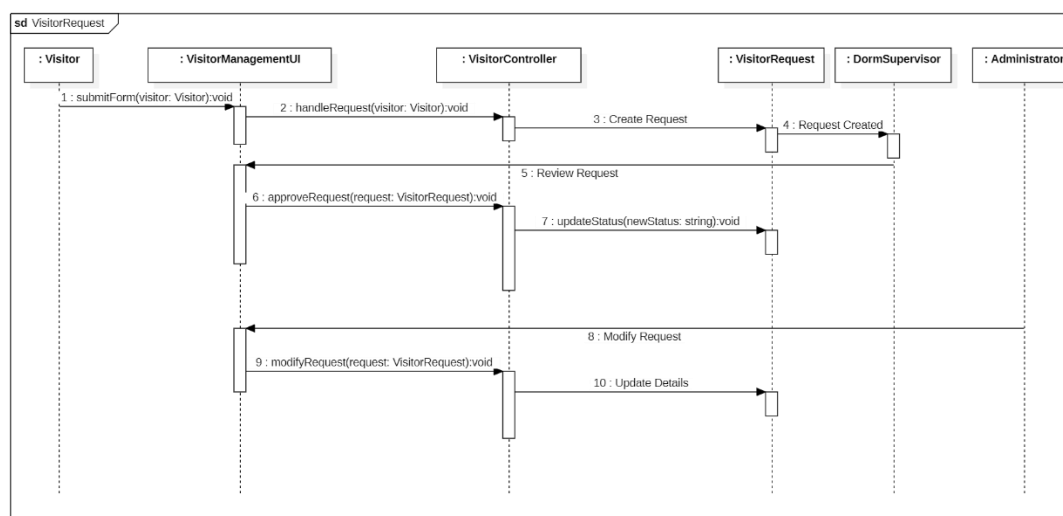 sd VisitorRequest
: Visitor
: VisitorManagementUI
: VisitorController
: VisitorRequest
: DormSupervisor
: Administrator
1 : submitForm(visitor: Visitor):void
2 : handleRequest(visitor: Visitor):void
3 : Create Request
4 : Request Created
5 : Review Request
6 : approveRequest(request: VisitorRequest):void
7 : updateStatus(newStatus: string):void
8 : Modify Request
9 : modifyRequest(request: VisitorRequest):void
10 : Update Details